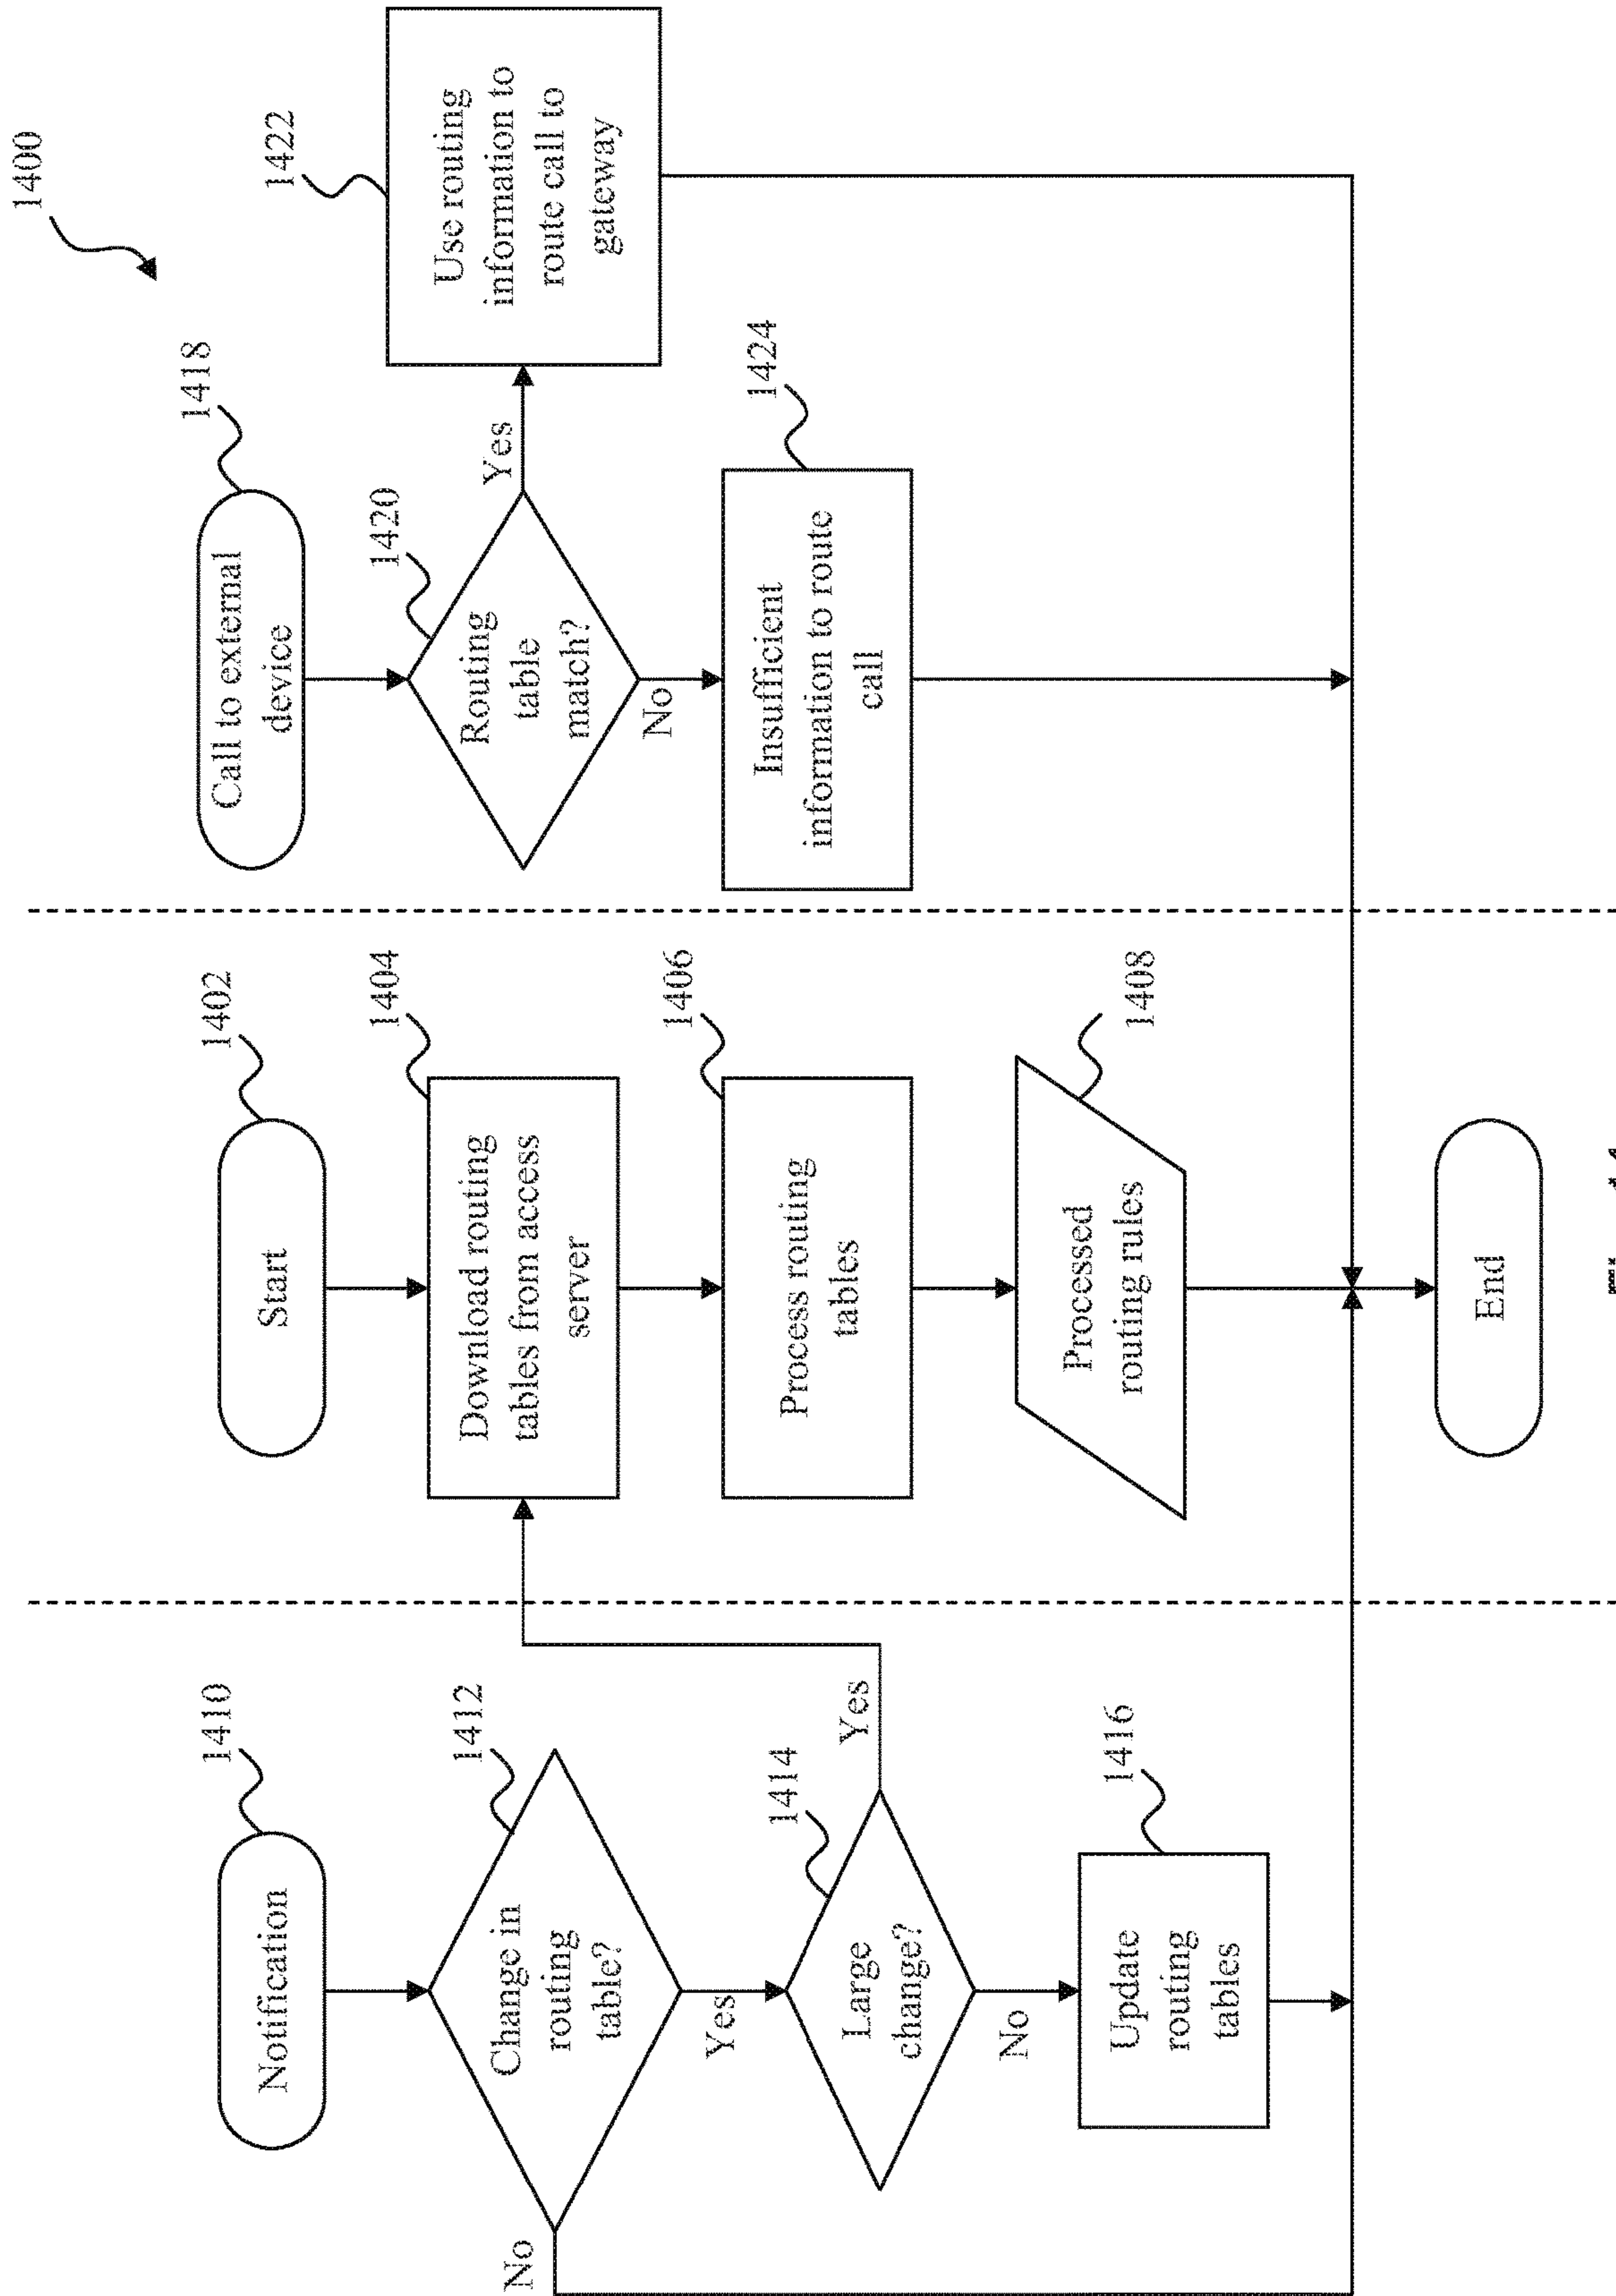 1400
Notification
1410
Change in
routing
table?
1412
No
Yes
Large
change?
1414
Yes
No
Update
routing
tables
1416
Start
1402
Download routing
tables from access
server
1404
Process routing
tables
1406
Processed
routing rules
1408
End
Call to external
device
1418
Routing
table
match?
1420
Yes
No
Use routing
information to
route call to
gateway
1422
Insufficient
information to route
call
1424